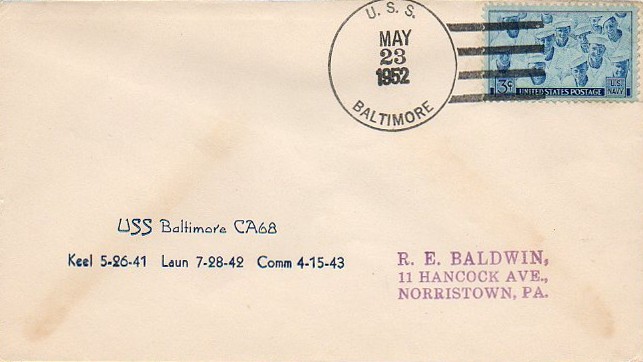 U. S. S.
MAY
23
1952
BALTIMORE
3¢ UNITED STATES POSTAGE U.S. NAVY
USS Baltimore CA68
Keel 5-26-41 Laun 7-28-42 Comm 4-15-43
R. E. BALDWIN,
11 HANCOCK AVE.,
NORRISTOWN, PA.